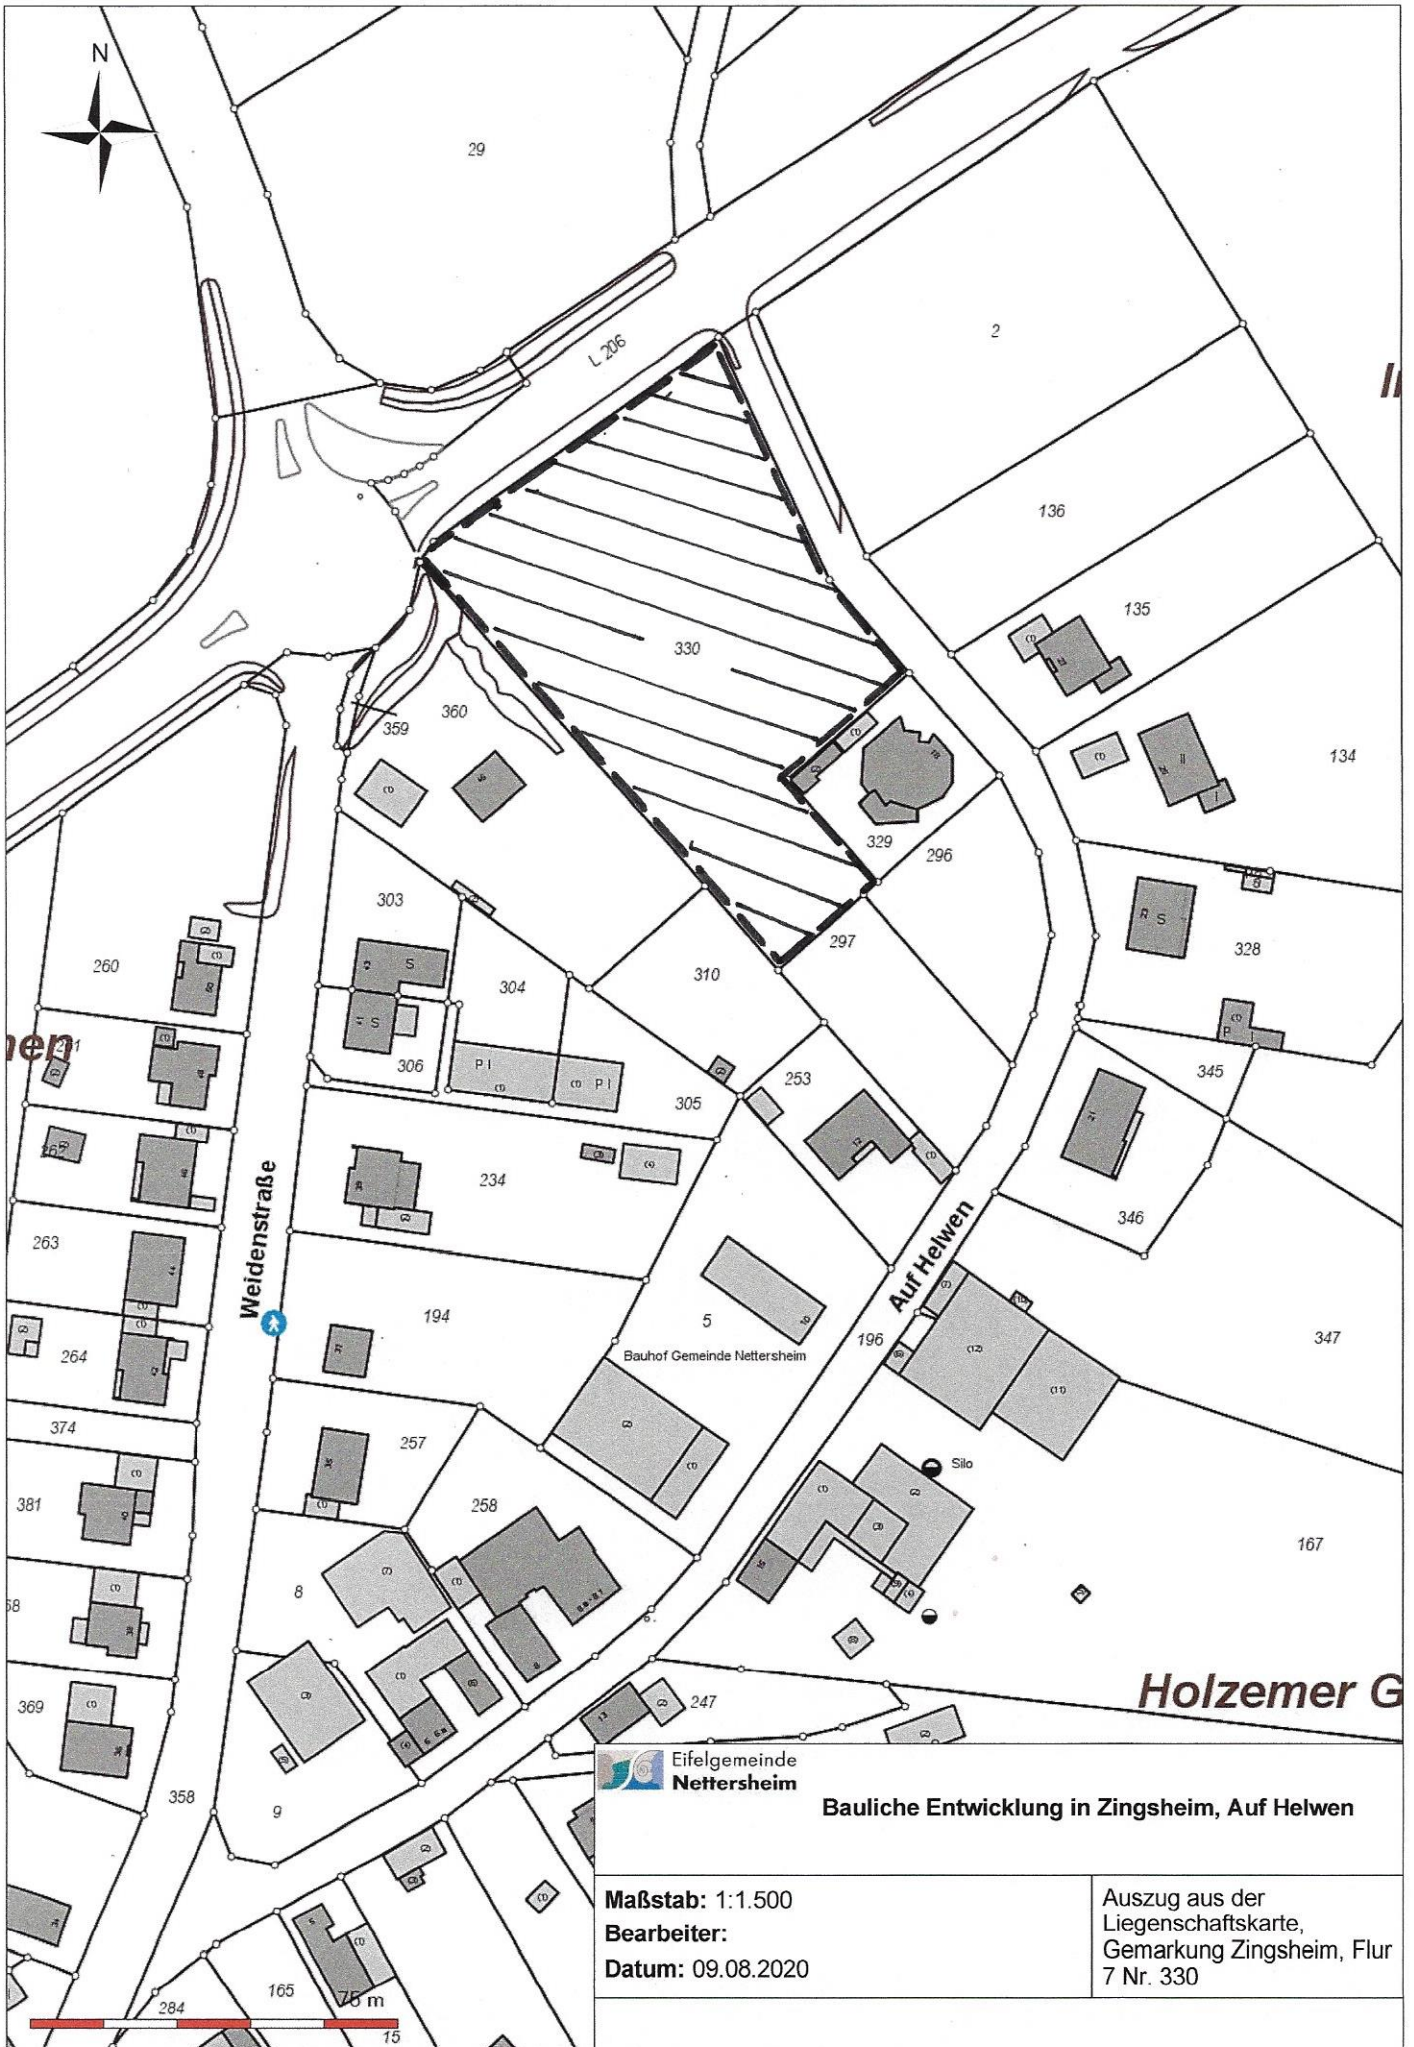 N
29
L 206
2
136
135
330
134
359
360
329
296
303
297
260
328
310
304
306
P I
P I
253
305
345
234
346
263
Weidenstraße
Auf Helwen
194
5
196
347
264
Bauhof Gemeinde Nettersheim
374
257
Silo
381
258
167
8
369
247
Holzemer G
358
9
Eifelgemeinde
Nettersheim
Bauliche Entwicklung in Zingsheim, Auf Helwen
Maßstab: 1:1.500
Bearbeiter:
Datum: 09.08.2020
Auszug aus der
Liegenschaftskarte,
Gemarkung Zingsheim, Flur
7 Nr. 330
165
75 m
284
15